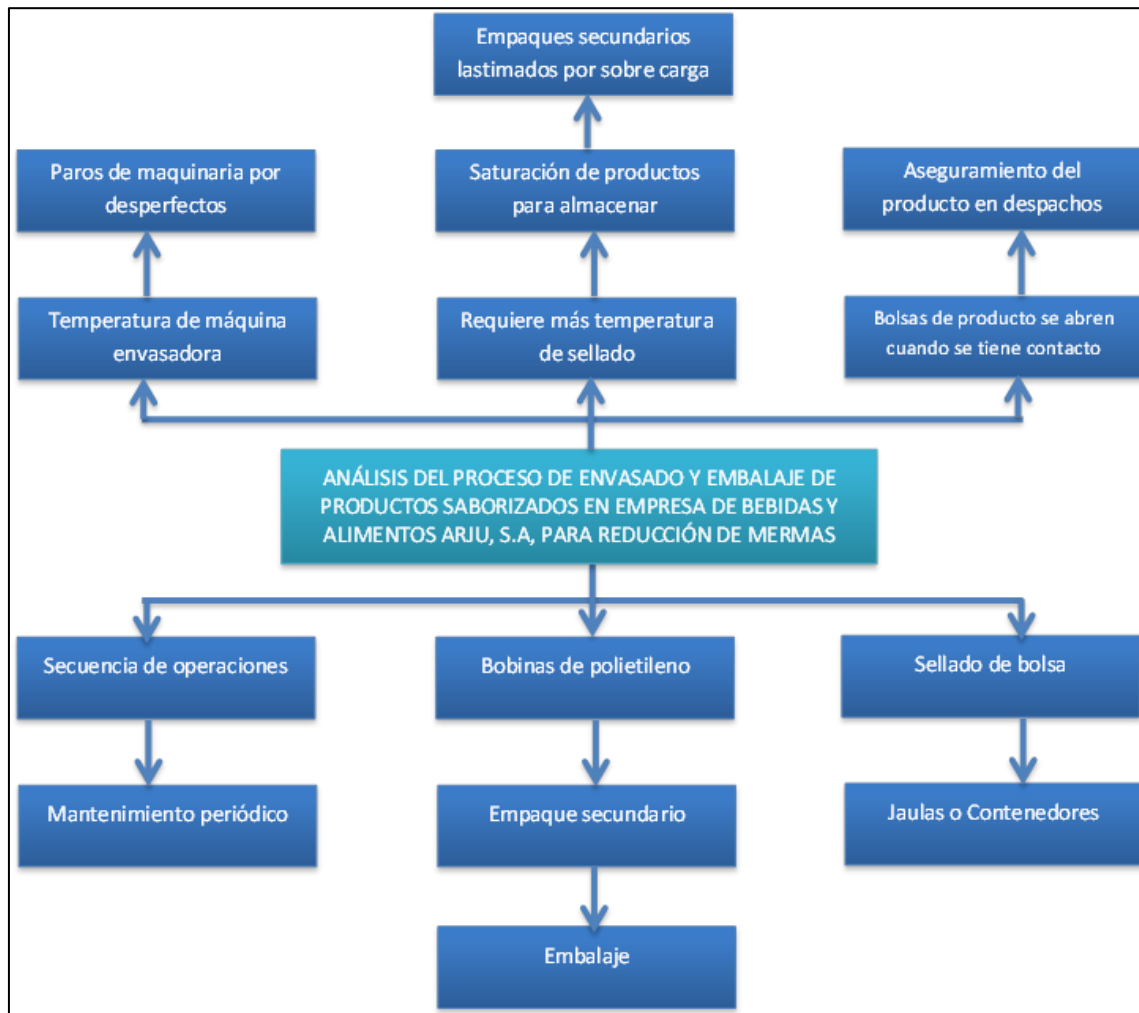 Empaques secundarios
lastimados por sobre carga
Paros de maquinaria por
desperfectos
Saturación de productos
para almacenar
Aseguramiento del
producto en despachos
Temperatura de máquina
envasadora
Requiere más temperatura
de sellado
Bolsas de producto se abren
cuando se tiene contacto
ANÁLISIS DEL PROCESO DE ENVASADO Y EMBALAJE DE
PRODUCTOS SABORIZADOS EN EMPRESA DE BEBIDAS Y
ALIMENTOS ARJU, S.A, PARA REDUCCIÓN DE MERMAS
Secuencia de operaciones
Bobinas de polietileno
Sellado de bolsa
Mantenimiento periódico
Empaque secundario
Jaulas o Contenedores
Embalaje